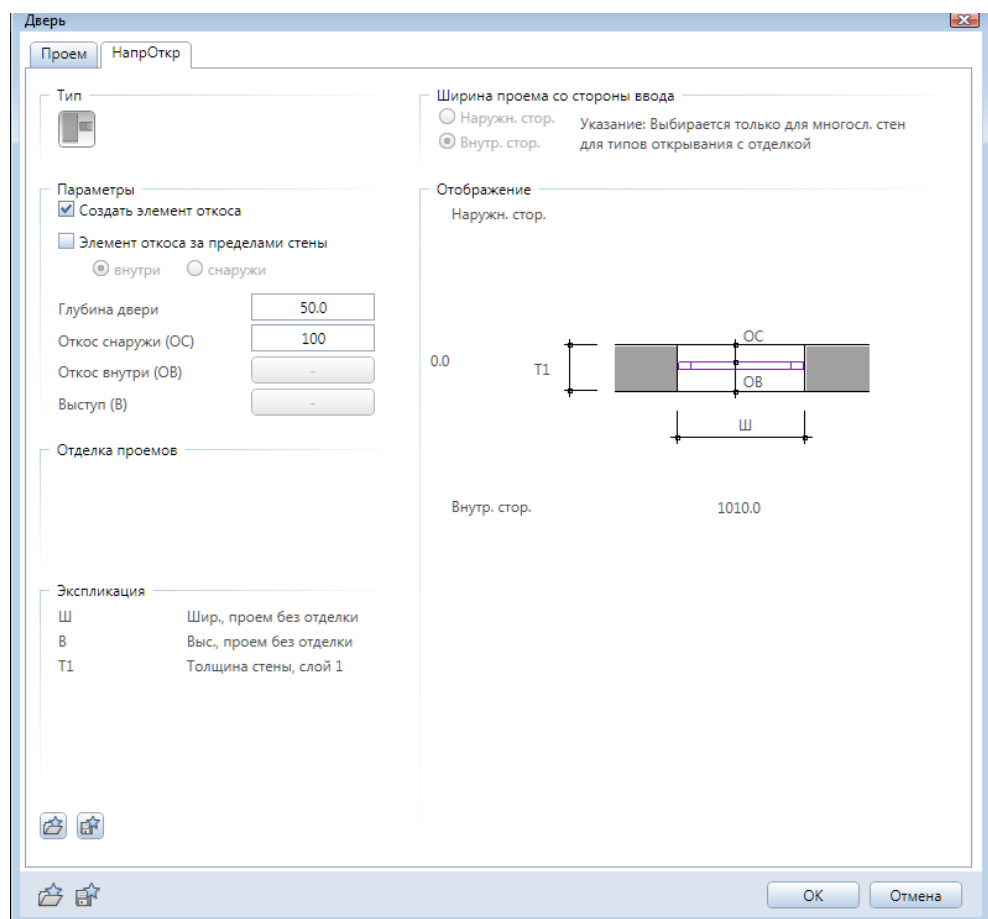 Дверь
Проем
НапрОткр
Тип
Ширина проема со стороны ввода
Наружн. стор.
Внутр. стор.
Указание: Выбирается только для многосл. стен
для типов открывания с отделкой
Параметры
Создать элемент откоса
Элемент откоса за пределами стены
внутри
снаружи
Глубина двери
50.0
Откос снаружи (ОС)
100
Откос внутри (ОВ)
-
Выступ (В)
-
Отображение
Наружн. стор.
0.0
Т1
ОС
ОВ
Ш
Внутр. стор.
1010.0
Отделка проемов
Экспликация
Ш
Шир., проем без отделки
В
Выс., проем без отделки
Т1
Толщина стены, слой 1
ОК
Отмена